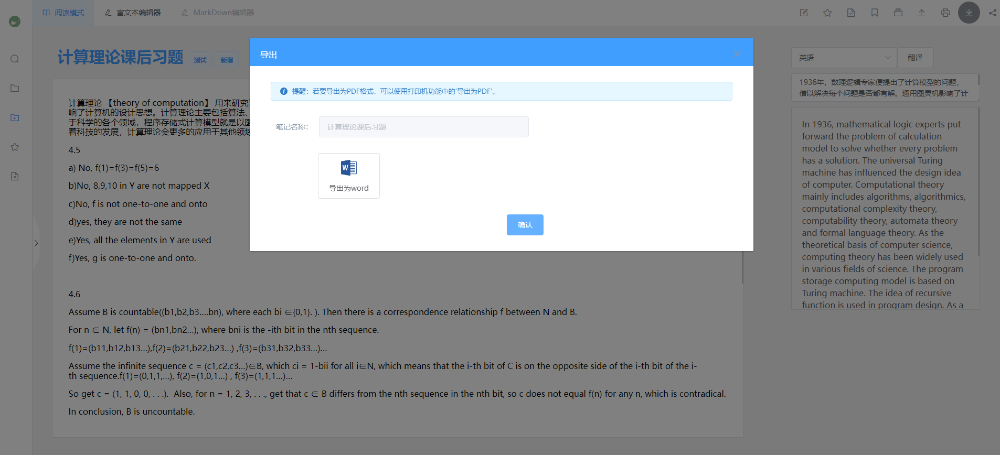 阅读模式
富文本编辑器
MarkDown编辑器
计算理论课后习题
测试
新增
计算理论 【theory of computation】 用来研究
响了计算机的设计思想。计算理论主要包括算法、
于科学的各个领域，程序存储式计算模型就是以
着科技的发展，计算理论会更多的应用于其他领域
4.5
a) No, f(1)=f(3)=f(5)=6
b)No, 8,9,10 in Y are not mapped X
c)No, f is not one-to-one and onto
d)yes, they are not the same
e)Yes, all the elements in Y are used
f)Yes, g is one-to-one and onto.
4.6
Assume B is countable((b1,b2,b3....bn), where each bi ∈{0,1}. ). Then there is a correspondence relationship f between N and B.
For n ∈ N, let f(n) = (bn1,bn2...), where bni is the -ith bit in the nth sequence.
f(1)=(b11,b12,b13...),f(2)=(b21,b22,b23...) ,f(3)=(b31,b32,b33...)...
Assume the infinite sequence c = (c1,c2,c3...)∈B, which ci = 1-bii for all i∈N, which means that the i-th bit of C is on the opposite side of the i-th bit of the i-
th sequence.f(1)=(0,1,1,...), f(2)=(1,0,1...) , f(3)=(1,1,1...)...
So get c = (1, 1, 0, 0, . . .).  Also, for n = 1, 2, 3, . . ., get that c ∈ B differs from the nth sequence in the nth bit, so c does not equal f(n) for any n, which is contradical.
In conclusion, B is uncountable.
导出
提醒：若要导出为PDF格式，可以使用打印机功能中的'导出为PDF'。
笔记名称：
计算理论课后习题
W
导出为word
确认
英语
翻译
1936年，数理逻辑专家便提出了计算模型的问题，
借以解决每个问题是否都有解。通用图灵机影响了计
In 1936, mathematical logic experts put
forward the problem of calculation
model to solve whether every problem
has a solution. The universal Turing
machine has influenced the design idea
of computer. Computational theory
mainly includes algorithms, algorithmics,
computational complexity theory,
computability theory, automata theory
and formal language theory. As the
theoretical basis of computer science,
computing theory has been widely used
in various fields of science. The program
storage computing model is based on
Turing machine. The idea of recursive
function is used in program design. As a